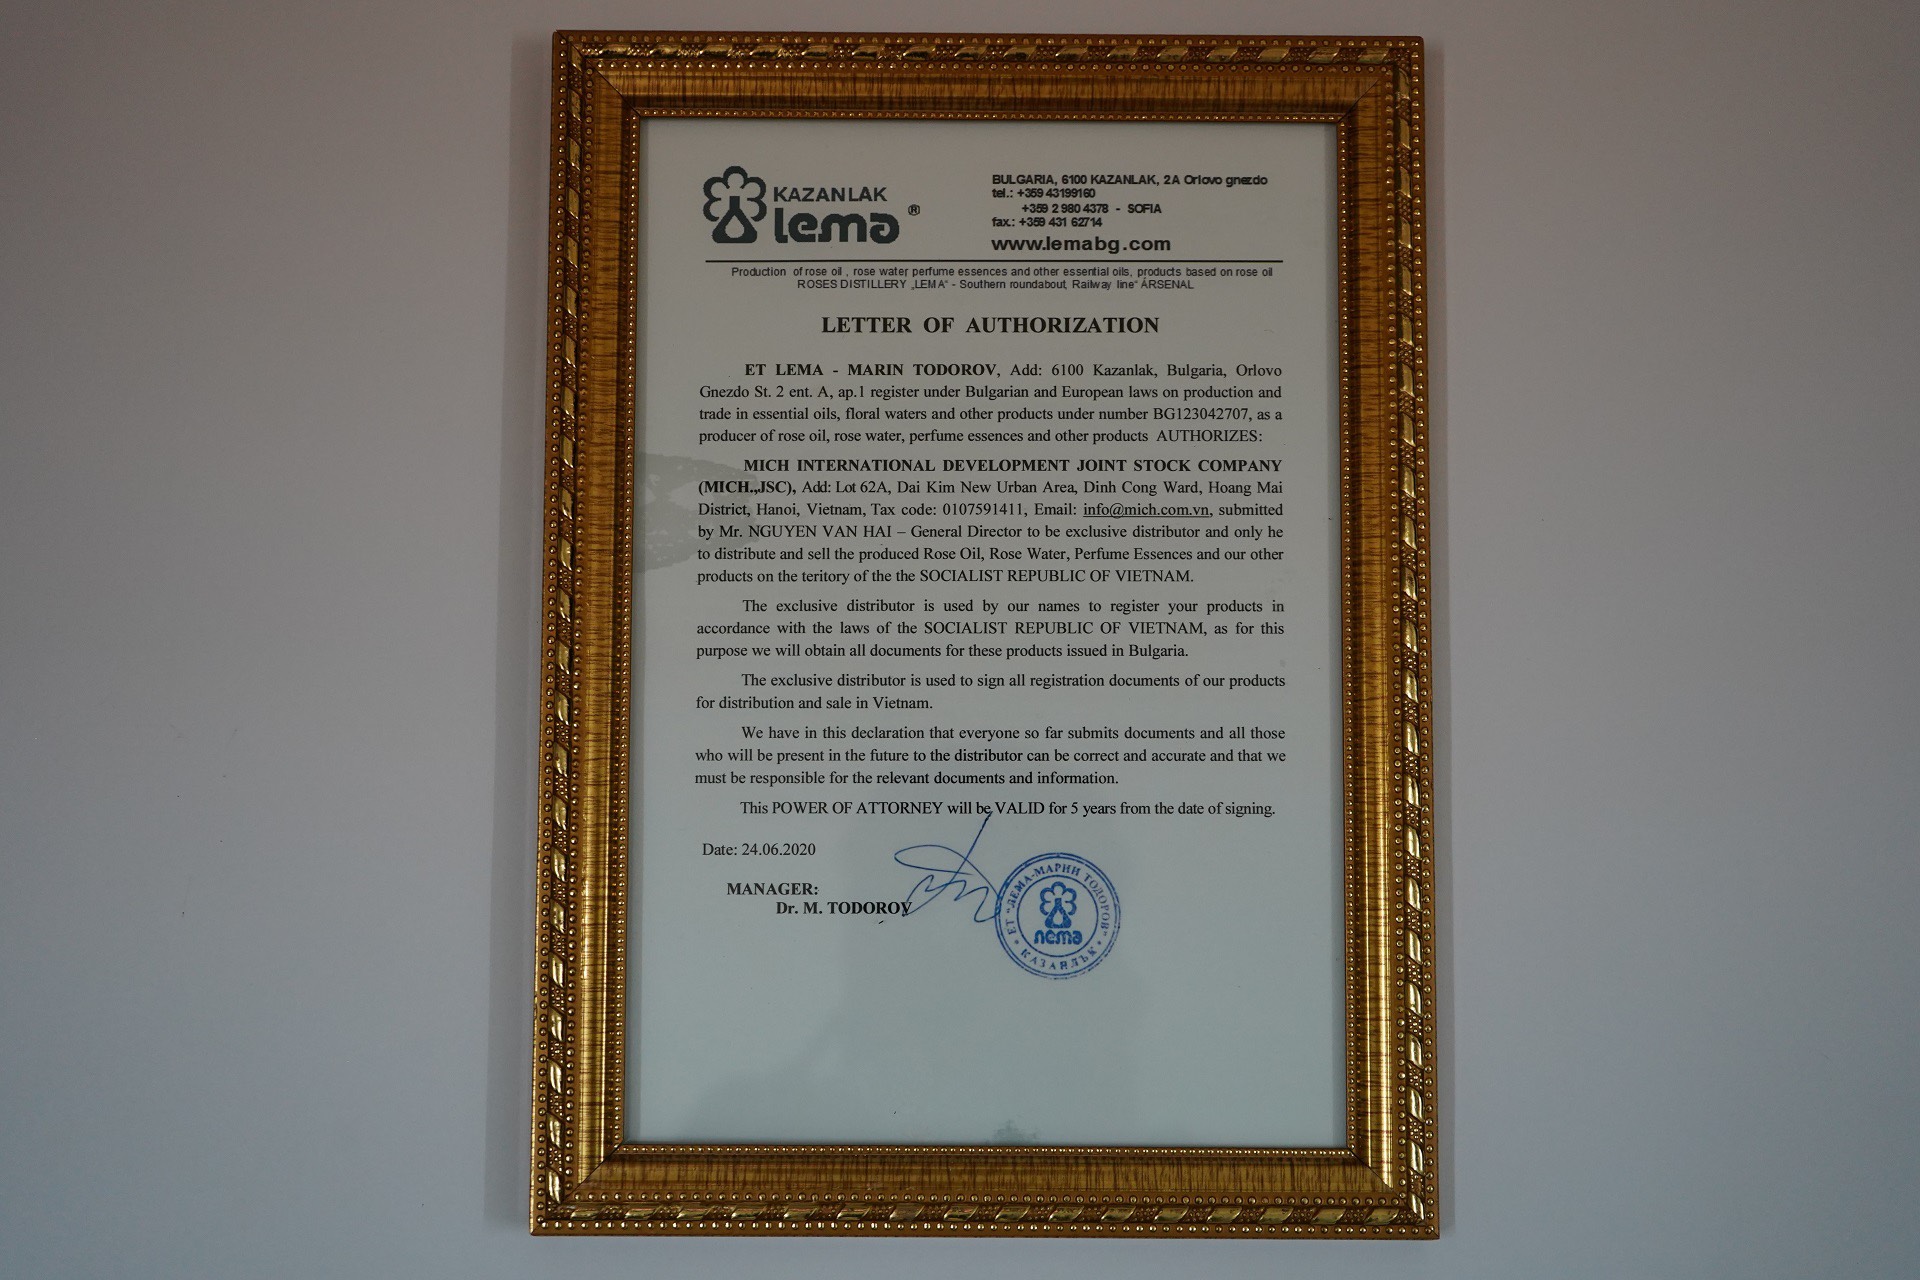 KAZANLAK
lema ®
BULGARIA, 6100 KAZANLAK, 2A Orlovo gnezdo
tel.: +359 43199160
+359 2 980 4378 - SOFIA
fax.: +359 431 62714
www.lemabg.com
Production of rose oil , rose water, perfume essences and other essential oils, products based on rose oil
ROSES DISTILLERY „LEMA“ - Southern roundabout, Railway line“ ARSENAL
LETTER OF AUTHORIZATION
ET LEMA - MARIN TODOROV, Add: 6100 Kazanlak, Bulgaria, Orlovo
Gnezdo St. 2 ent. A, ap.1 register under Bulgarian and European laws on production and
trade in essential oils, floral waters and other products under number BG123042707, as a
producer of rose oil, rose water, perfume essences and other products AUTHORIZES:
MICH INTERNATIONAL DEVELOPMENT JOINT STOCK COMPANY
(MICH.,JSC), Add: Lot 62A, Dai Kim New Urban Area, Dinh Cong Ward, Hoang Mai
District, Hanoi, Vietnam, Tax code: 0107591411, Email: info@mich.com.vn, submitted
by Mr. NGUYEN VAN HAI – General Director to be exclusive distributor and only he
to distribute and sell the produced Rose Oil, Rose Water, Perfume Essences and our other
products on the teritory of the the SOCIALIST REPUBLIC OF VIETNAM.
The exclusive distributor is used by our names to register your products in
accordance with the laws of the SOCIALIST REPUBLIC OF VIETNAM, as for this
purpose we will obtain all documents for these products issued in Bulgaria.
The exclusive distributor is used to sign all registration documents of our products
for distribution and sale in Vietnam.
We have in this declaration that everyone so far submits documents and all those
who will be present in the future to the distributor can be correct and accurate and that we
must be responsible for the relevant documents and information.
This POWER OF ATTORNEY will be VALID for 5 years from the date of signing.
Date: 24.06.2020
MANAGER:
Dr. M. TODOROV
ЕТ "ЛЕМА-МАРИН ТОДОРОВ"
лема
КАЗАНЛЪК